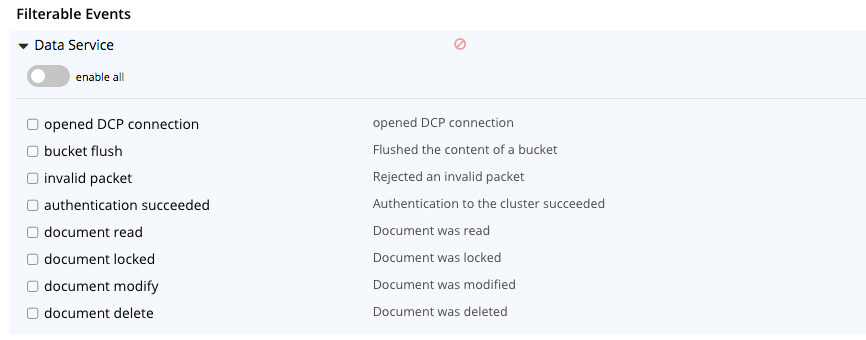 Filterable Events
Data Service
enable all
opened DCP connection opened DCP connection
bucket flush Flushed the content of a bucket
invalid packet Rejected an invalid packet
authentication succeeded Authentication to the cluster succeeded
document read Document was read
document locked Document was locked
document modify Document was modified
document delete Document was deleted